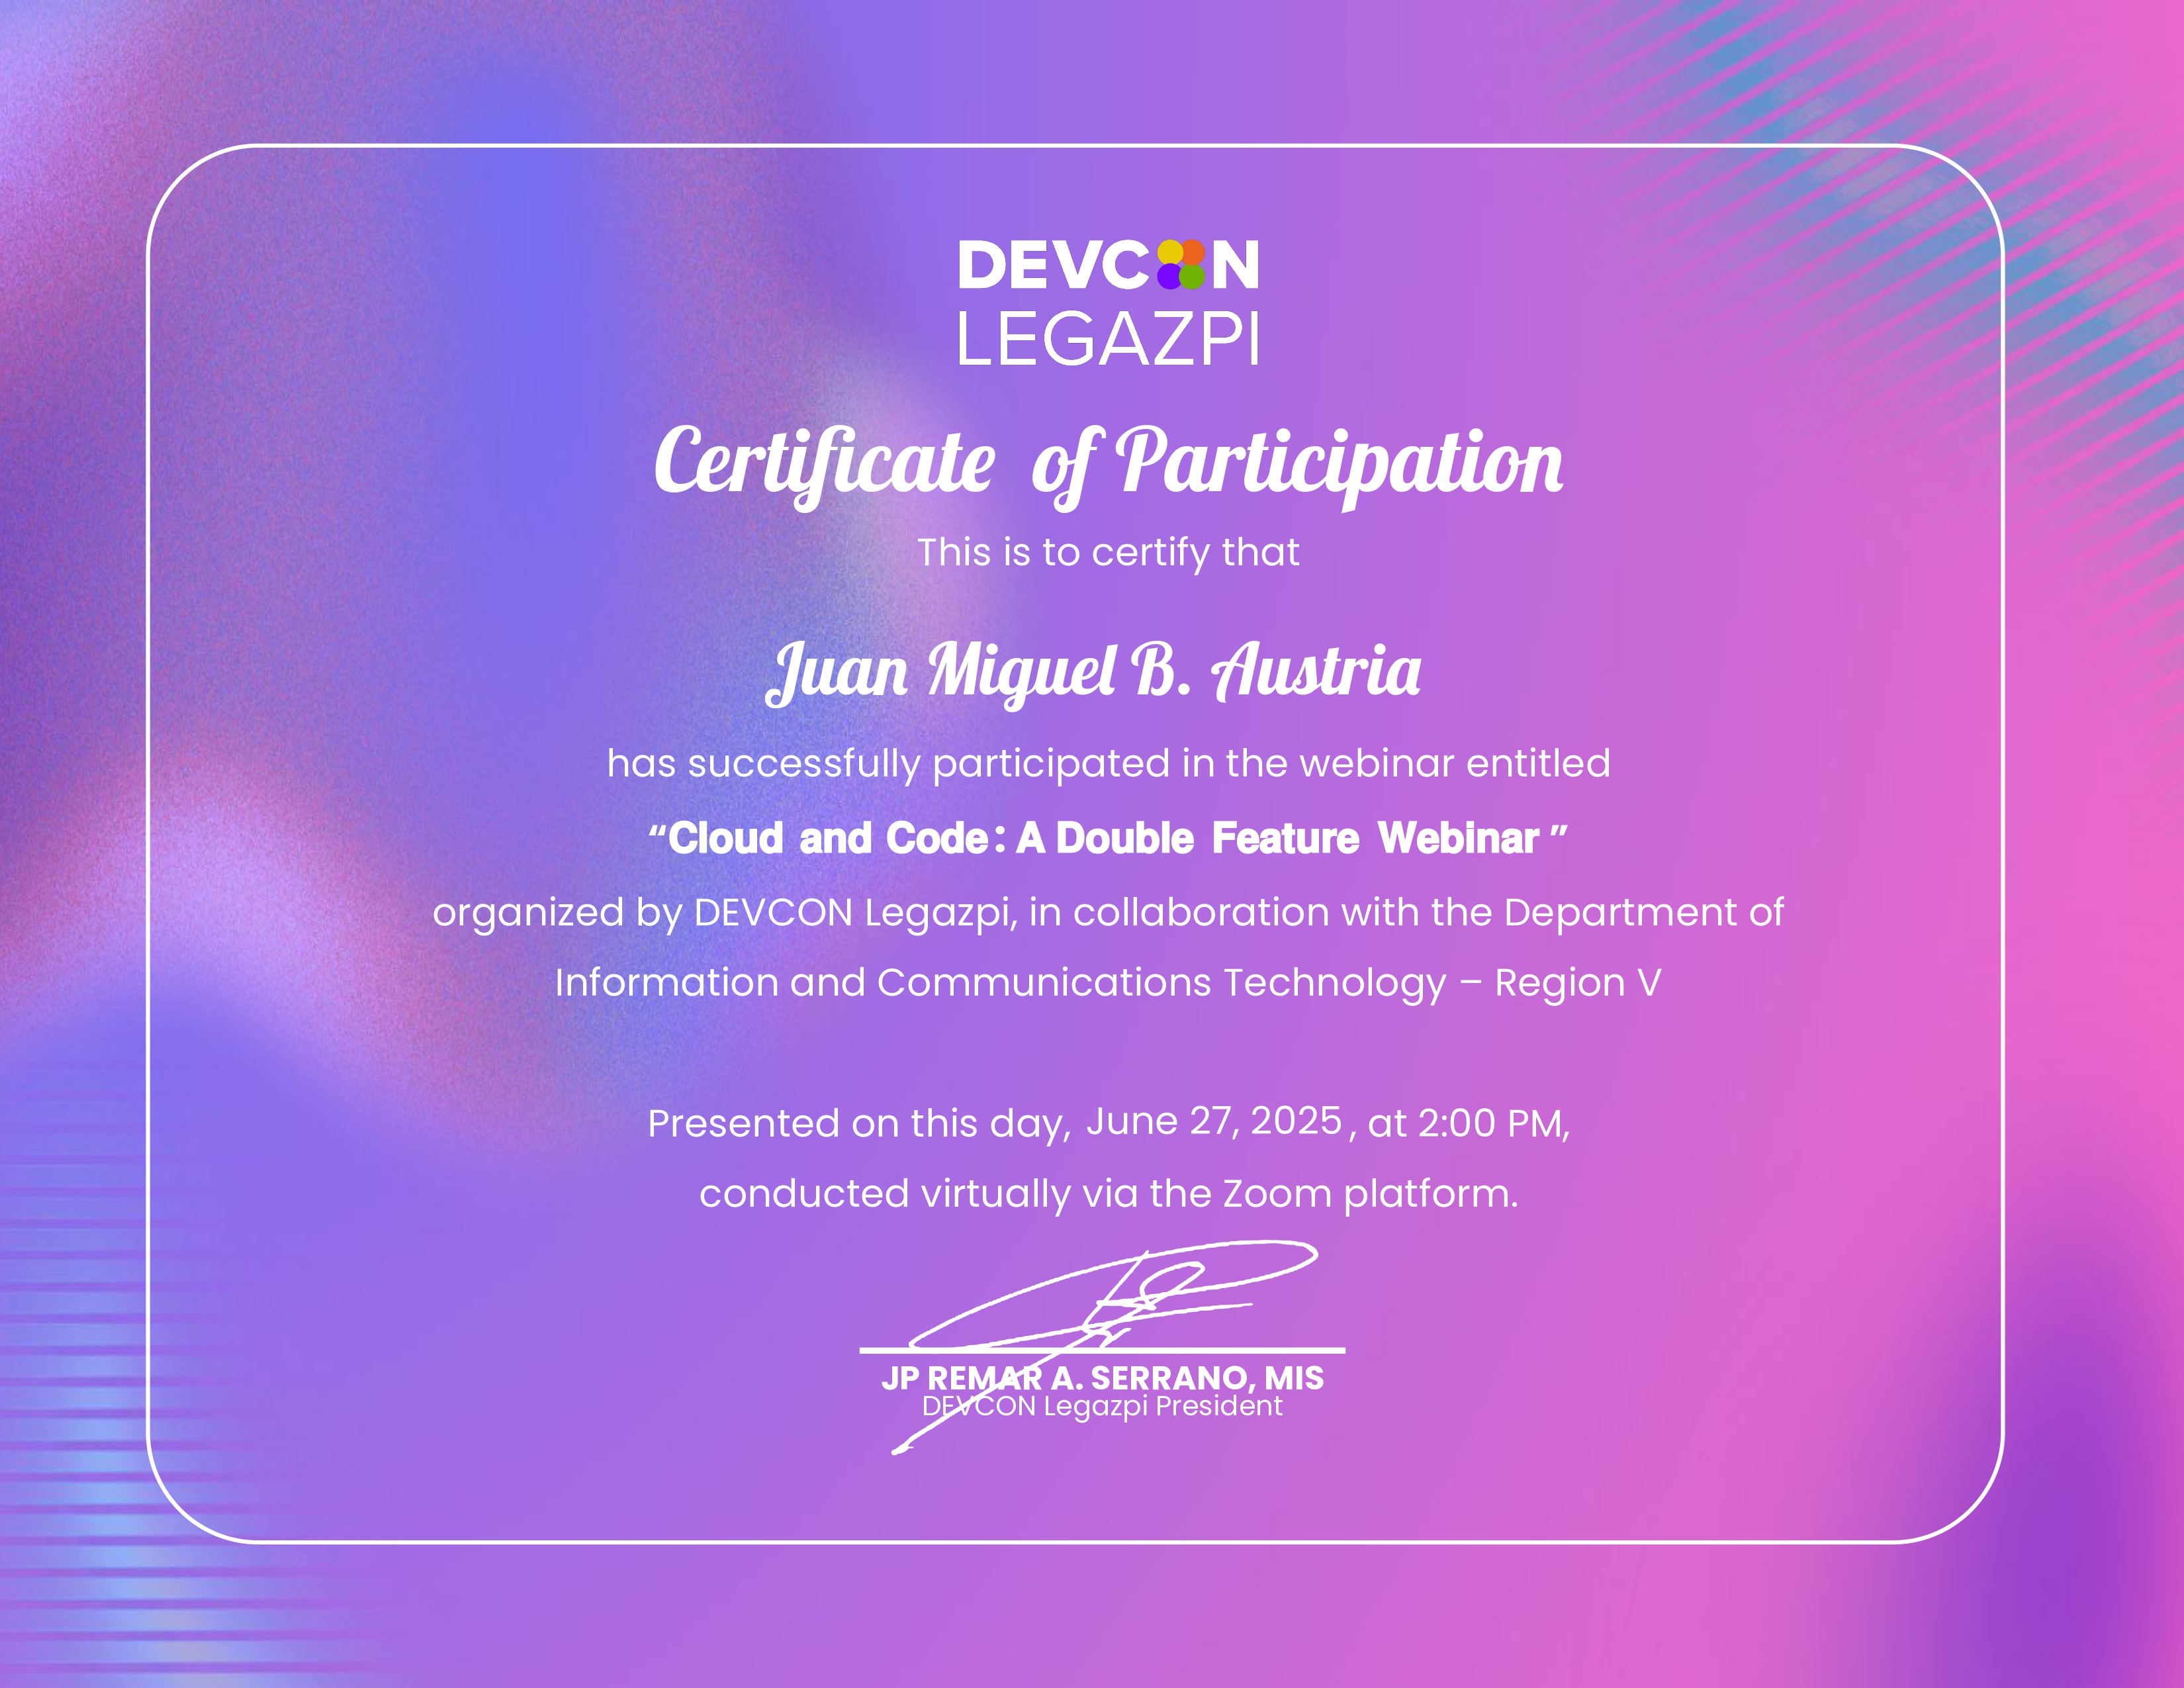 DEVCON
LEGAZPI
Certificate of Participation
This is to certify that
Juan Miguel B. Austria
has successfully participated in the webinar entitled
“Cloud and Code: A Double Feature Webinar”
organized by DEVCON Legazpi, in collaboration with the Department of
Information and Communications Technology – Region V
Presented on this day, June 27, 2025, at 2:00 PM,
conducted virtually via the Zoom platform.
JP REMAR A. SERRANO, MIS
DEVCON Legazpi President